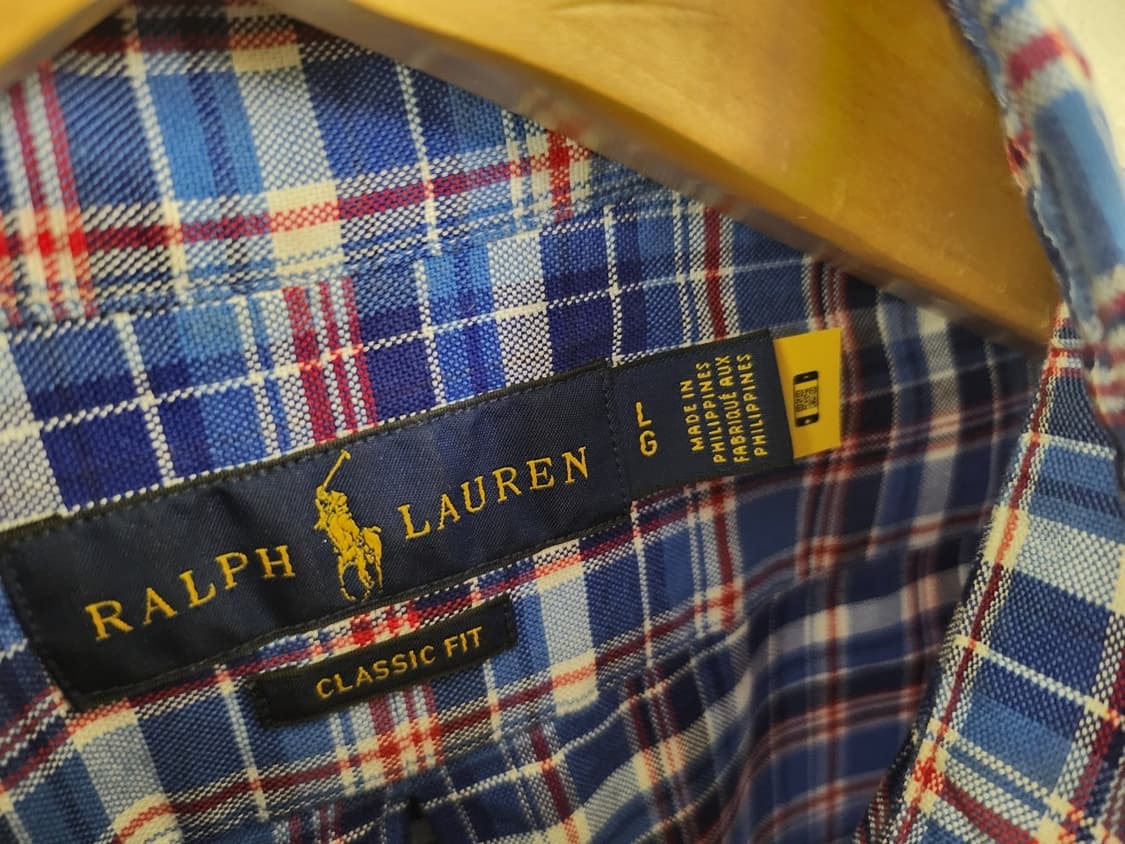 RALPH LAUREN
L
G
MADE IN
PHILIPPINES
FABRIQUÉ AUX
PHILIPPINES
CLASSIC FIT